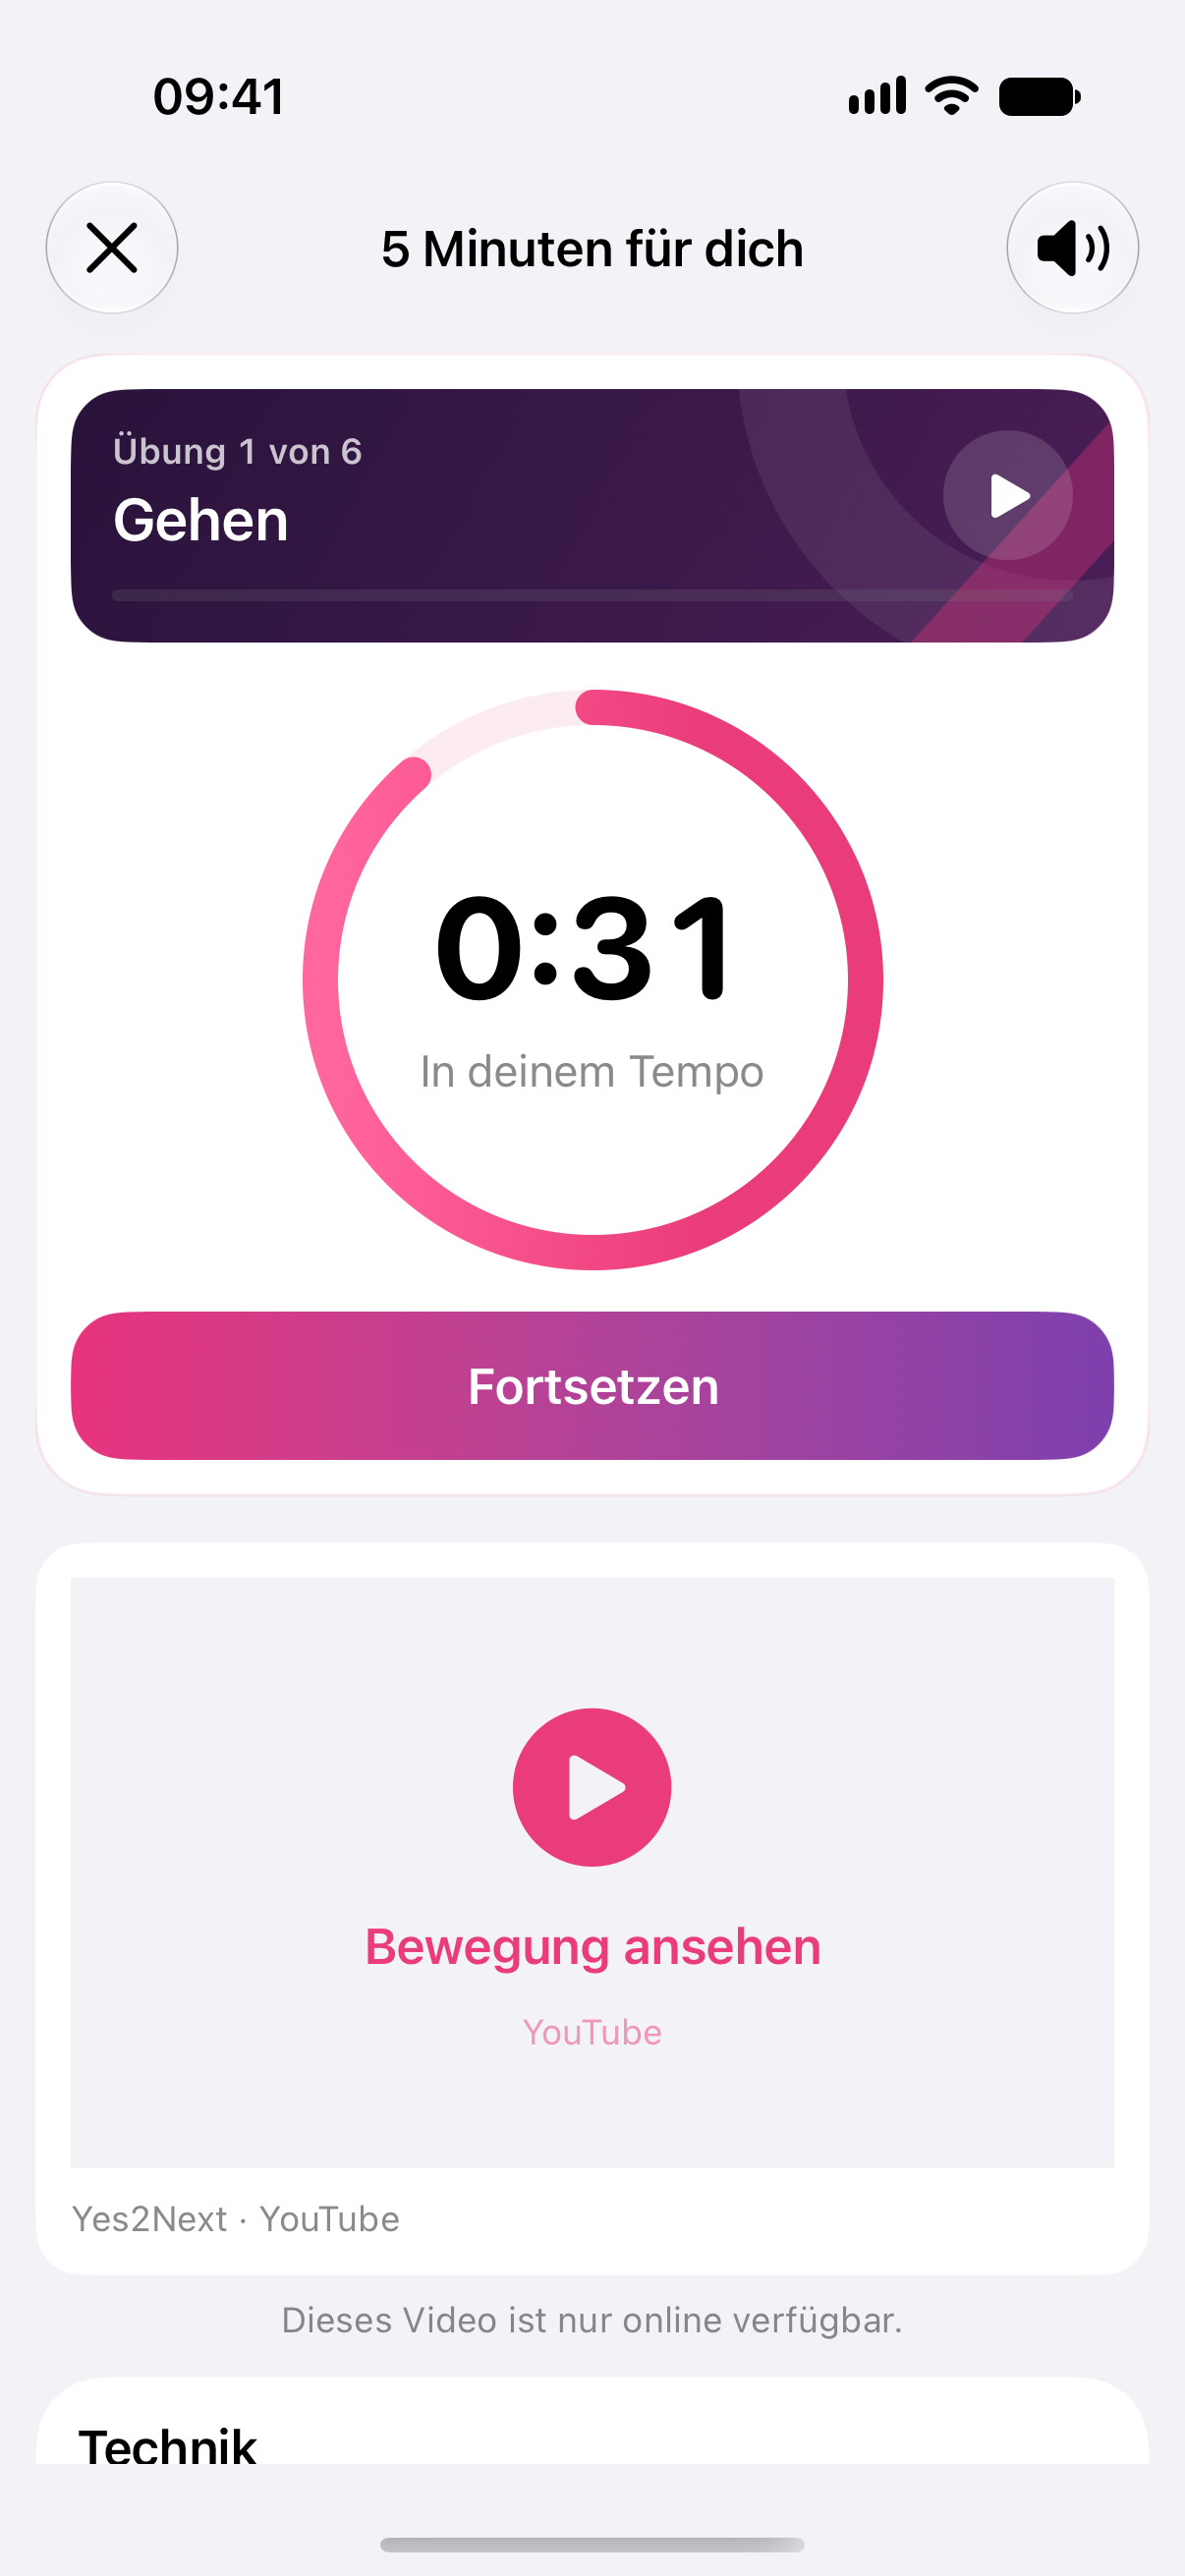 09:41
5 Minuten für dich
Übung 1 von 6
Gehen
0:31
In deinem Tempo
Fortsetzen
Bewegung ansehen
YouTube
Yes2Next · YouTube
Dieses Video ist nur online verfügbar.
Technik